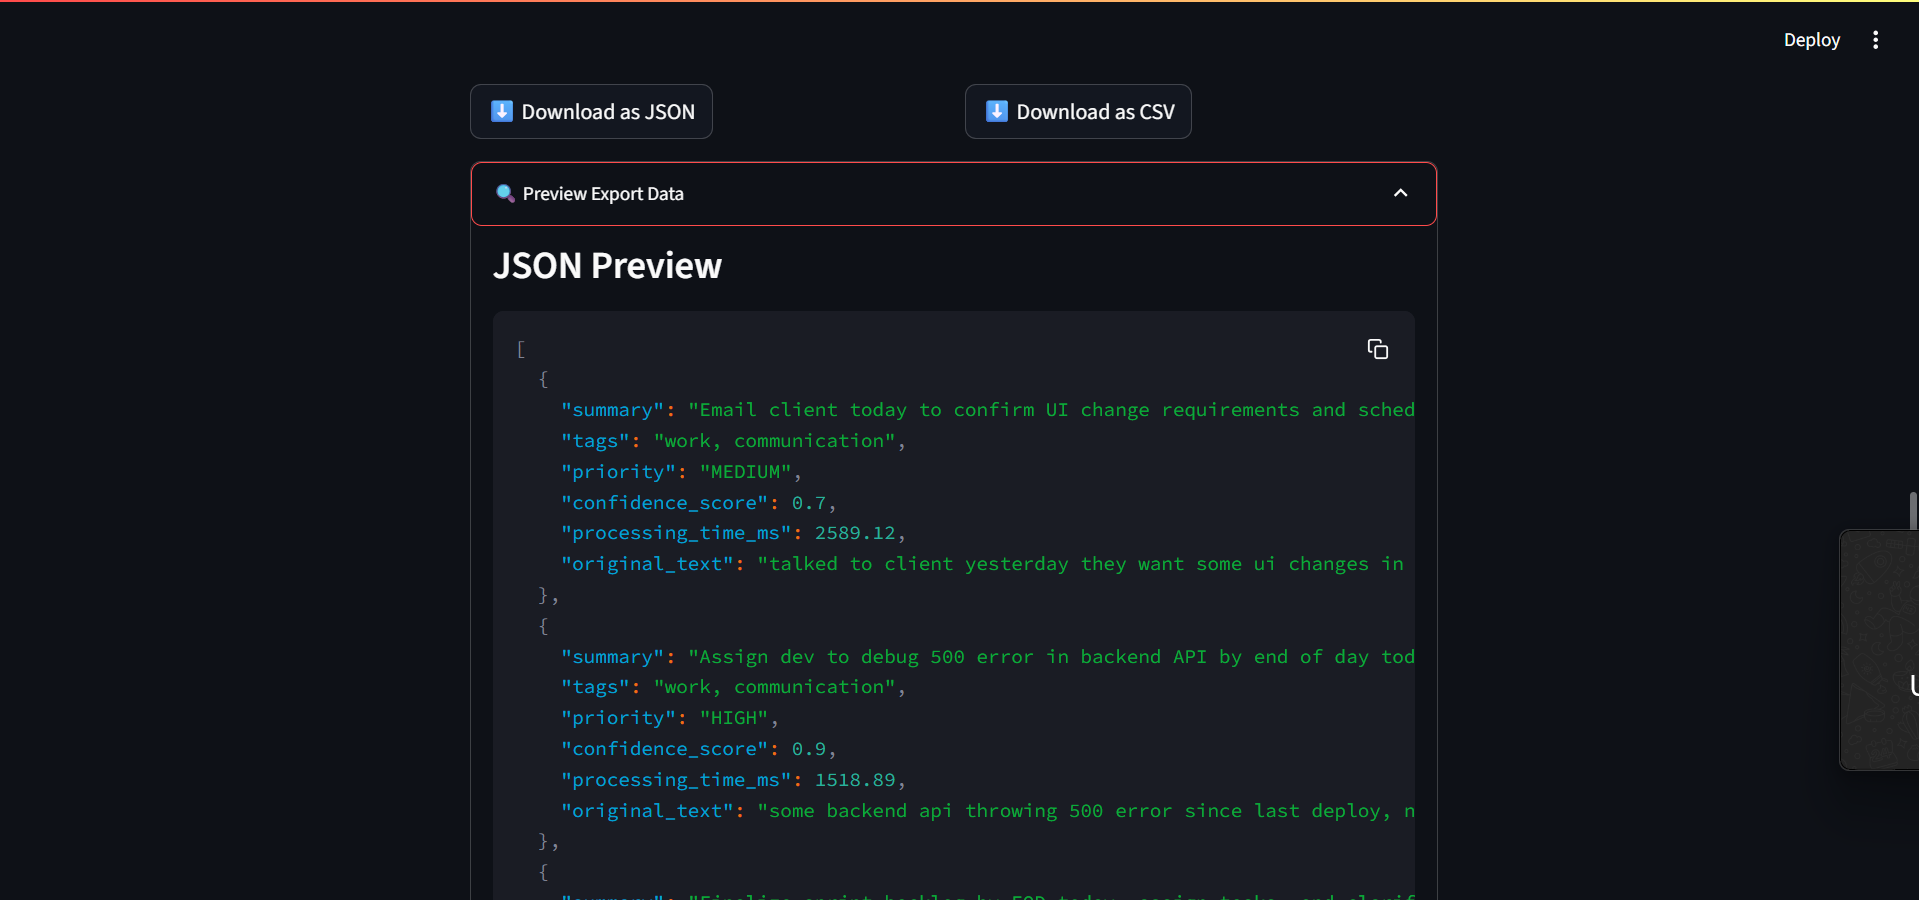 Deploy
Download as JSON
Download as CSV
Preview Export Data
JSON Preview
[
{
"summary": "Email client today to confirm UI change requirements and sched
"tags": "work, communication",
"priority": "MEDIUM",
"confidence_score": 0.7,
"processing_time_ms": 2589.12,
"original_text": "talked to client yesterday they want some ui changes in
},
{
"summary": "Assign dev to debug 500 error in backend API by end of day tod
"tags": "work, communication",
"priority": "HIGH",
"confidence_score": 0.9,
"processing_time_ms": 1518.89,
"original_text": "some backend api throwing 500 error since last deploy, n
},
{